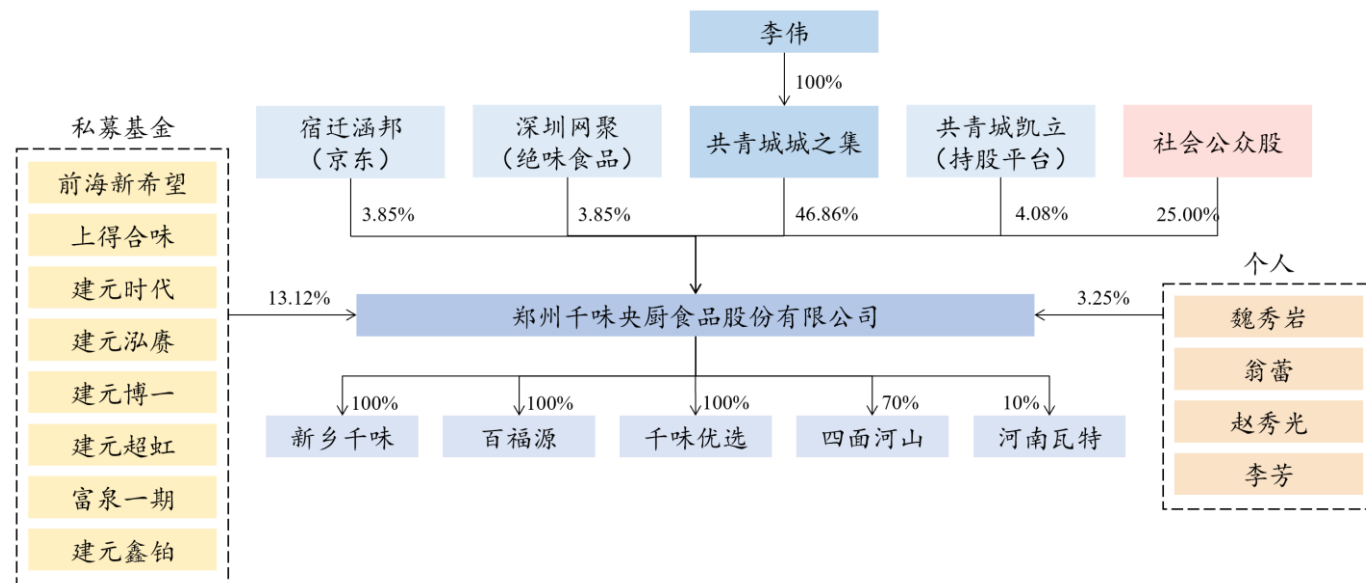 李伟
100%
私募基金
前海新希望
上得合味
建元时代
建元泓赓
建元博一
建元超虹
富泉一期
建元鑫铂
宿迁涵邦
（京东）
深圳网聚
（绝味食品）
共青城城之集
共青城凯立
（持股平台）
社会公众股
3.85%
3.85%
46.86%
4.08%
25.00%
13.12%
郑州千味央厨食品股份有限公司
3.25%
个人
魏秀岩
翁蕾
赵秀光
李芳
100%
100%
100%
70%
10%
新乡千味
百福源
千味优选
四面河山
河南瓦特